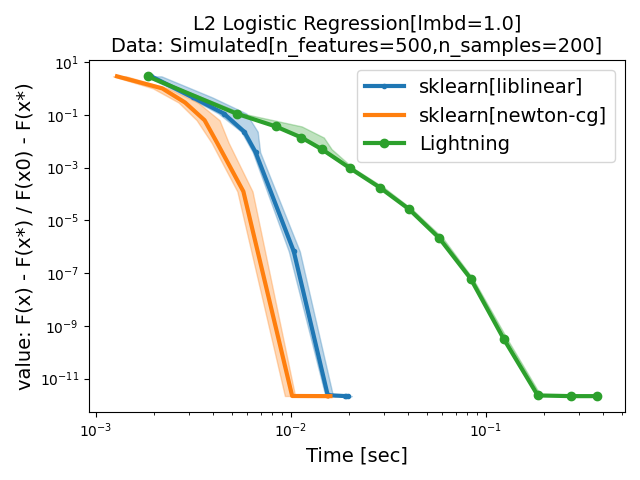 L2 Logistic Regression[lmbd=1.0]
Data: Simulated[n_features=500,n_samples=200]
value: F(x) - F(x*) / F(x0) - F(x*)
10¹
10⁻¹
10⁻³
10⁻⁵
10⁻⁷
10⁻⁹
10⁻¹¹
sklearn[liblinear]
sklearn[newton-cg]
Lightning
10⁻³
10⁻²
10⁻¹
Time [sec]